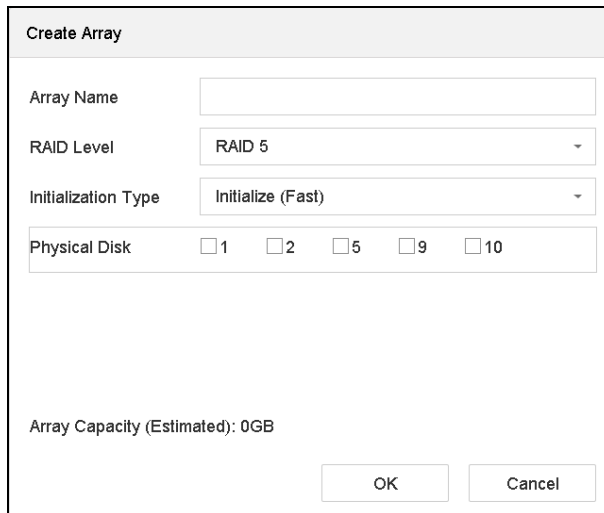 Create Array
Array Name
RAID Level RAID 5
Initialization Type Initialize (Fast)
Physical Disk 1 2 5 9 10
Array Capacity (Estimated): 0GB
OK Cancel